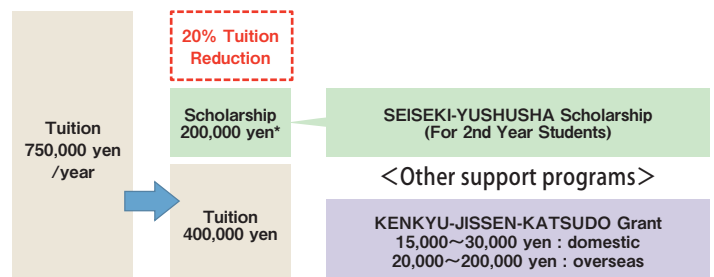 20% Tuition
Reduction
Tuition
750,000 yen
/year
Scholarship
200,000 yen*
SEISEKI-YUSHUSHA Scholarship
(For 2nd Year Students)
Tuition
400,000 yen
＜Other support programs＞
KENKYU-JISSEN-KATSUDO Grant
15,000～30,000 yen : domestic
20,000～200,000 yen : overseas